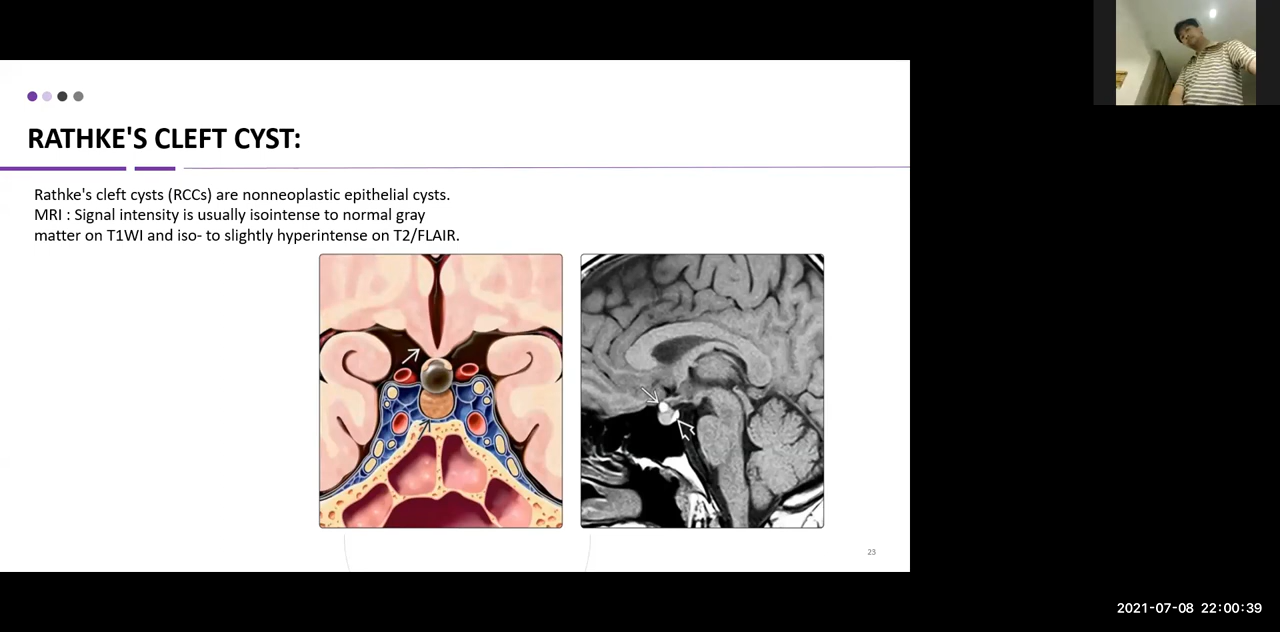 RATHKE'S CLEFT CYST:
Rathke's cleft cysts (RCCs) are nonneoplastic epithelial cysts.
MRI : Signal intensity is usually isointense to normal gray
matter on T1WI and iso- to slightly hyperintense on T2/FLAIR.
23
2021-07-08 22:00:39